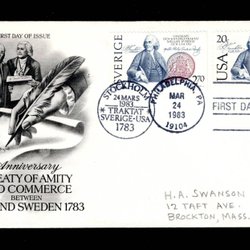 FIRST DAY OF ISSUE
Anniversary
TREATY OF AMITY
AND COMMERCE
BETWEEN
AND SWEDEN 1783
STOCKHOLM
24 MARS
1983
TRAKTAT
SVERIGE-USA
1783
PHILADELPHIA, PA
MAR
24
1983
19104
SVERIGE
2.70
USA
20
FIRST DAY
H.A. SWANSON
12 TAFT AVE.
BROCKTON, MASS.